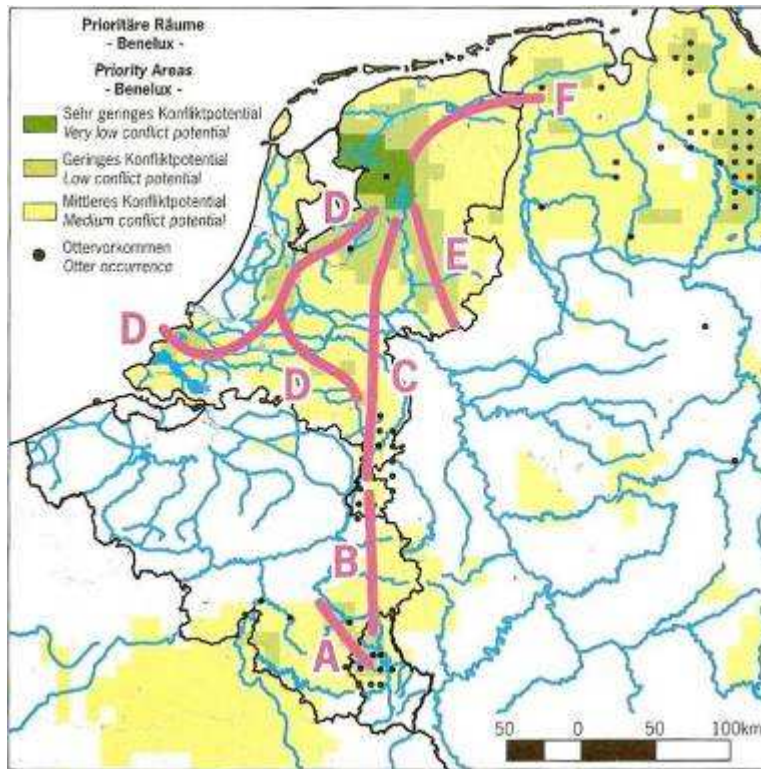 Prioritäre Räume
- Benelux -
Priority Areas
- Benelux -
Sehr geringes Konfliktpotential
Very low conflict potential
Geringes Konfliktpotential
Low conflict potential
Mittleres Konfliktpotential
Medium conflict potential
Ottervorkommen
Otter occurrence
F
D
E
D
D
C
B
A
50 0 50 100km